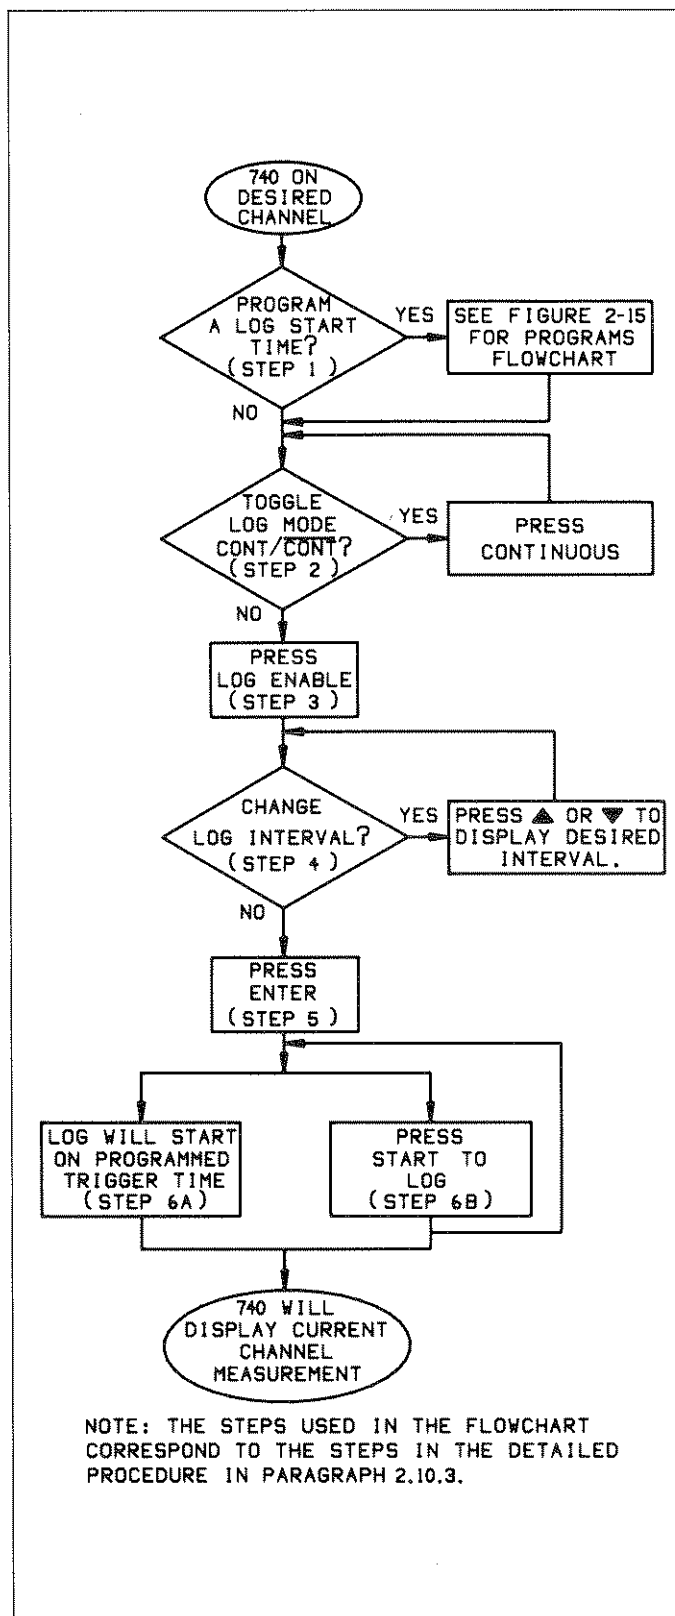 740 ON
DESIRED
CHANNEL
PROGRAM
A LOG START
TIME?
(STEP 1)
YES
SEE FIGURE 2-15
FOR PROGRAMS
FLOWCHART
NO
TOGGLE
LOG MODE
CONT/C̅O̅N̅T̅?
(STEP 2)
YES
PRESS
CONTINUOUS
NO
PRESS
LOG ENABLE
(STEP 3)
CHANGE
LOG INTERVAL?
(STEP 4)
YES
PRESS ▲ OR ▼ TO
DISPLAY DESIRED
INTERVAL.
NO
PRESS
ENTER
(STEP 5)
LOG WILL START
ON PROGRAMMED
TRIGGER TIME
(STEP 6A)
PRESS
START TO
LOG
(STEP 6B)
740 WILL
DISPLAY CURRENT
CHANNEL
MEASUREMENT
NOTE: THE STEPS USED IN THE FLOWCHART
CORRESPOND TO THE STEPS IN THE DETAILED
PROCEDURE IN PARAGRAPH 2.10.3.